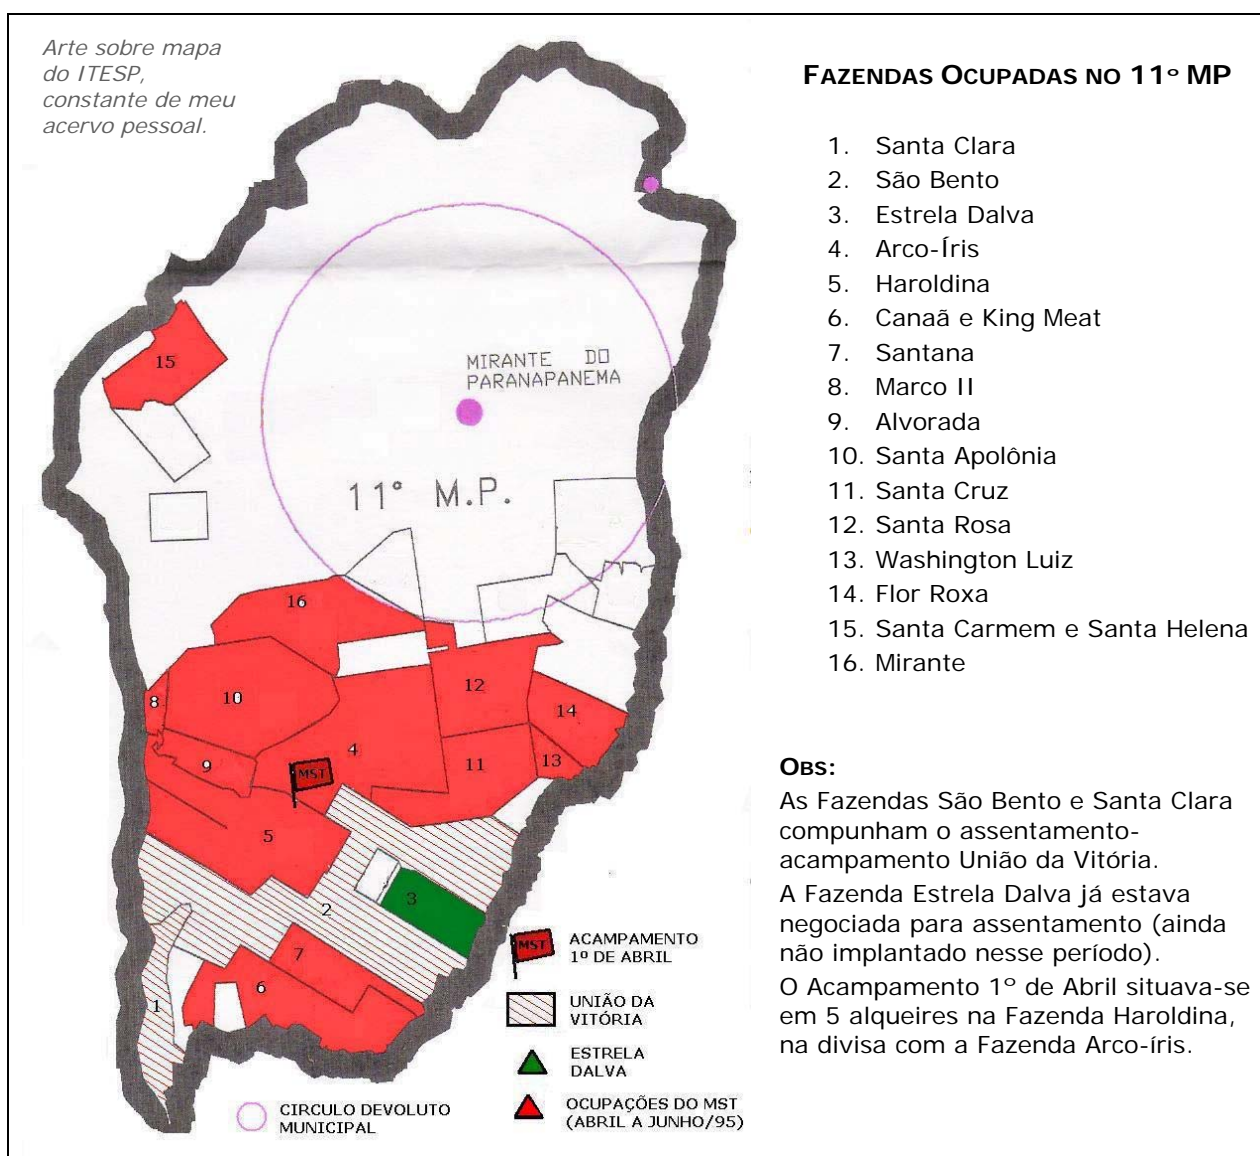 Arte sobre mapa
do ITESP,
constante de meu
acervo pessoal.
FAZENDAS OCUPADAS NO 11º MP
1. Santa Clara
2. São Bento
3. Estrela Dalva
4. Arco-Íris
5. Haroldina
6. Canaã e King Meat
7. Santana
8. Marco II
9. Alvorada
10. Santa Apolônia
11. Santa Cruz
12. Santa Rosa
13. Washington Luiz
14. Flor Roxa
15. Santa Carmem e Santa Helena
16. Mirante
OBS:
As Fazendas São Bento e Santa Clara
compunham o assentamento-
acampamento União da Vitória.
A Fazenda Estrela Dalva já estava
negociada para assentamento (ainda
não implantado nesse período).
O Acampamento 1º de Abril situava-se
em 5 alqueires na Fazenda Haroldina,
na divisa com a Fazenda Arco-íris.
15
MIRANTE DO
PARANAPANEMA
11° M.P.
16
12
10
8
14
4
11
13
9
MST
5
3
2
7
6
1
MST
ACAMPAMENTO
1º DE ABRIL
UNIÃO DA
VITÓRIA
ESTRELA
DALVA
OCUPAÇÕES DO MST
(ABRIL A JUNHO/95)
CIRCULO DEVOLUTO
MUNICIPAL